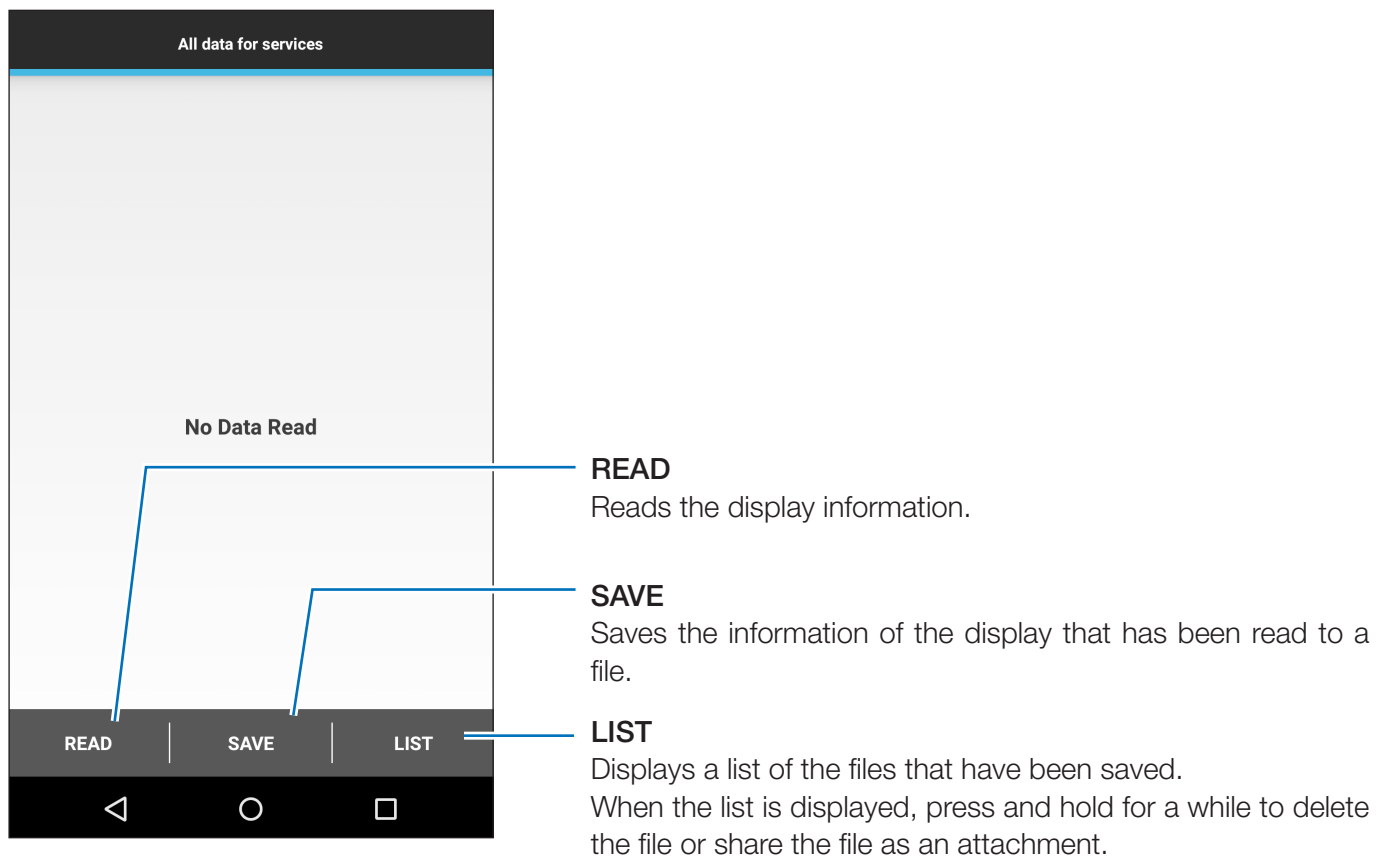 All data for services
No Data Read
READ
SAVE
LIST
READ
Reads the display information.
SAVE
Saves the information of the display that has been read to a
file.
LIST
Displays a list of the files that have been saved.
When the list is displayed, press and hold for a while to delete
the file or share the file as an attachment.